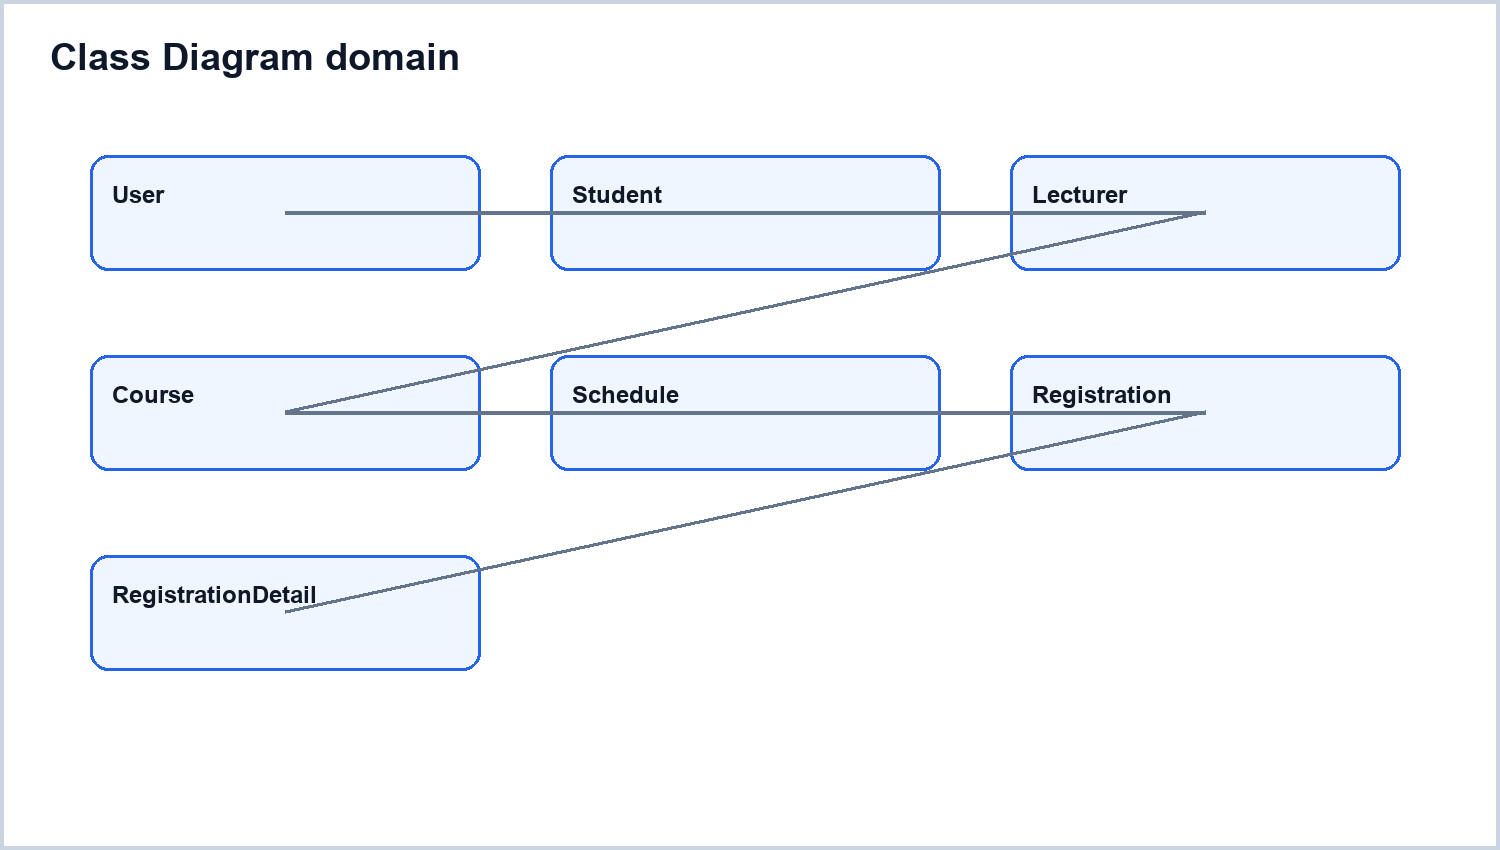 Class Diagram domain
User
Student
Lecturer
Course
Schedule
Registration
RegistrationDetail